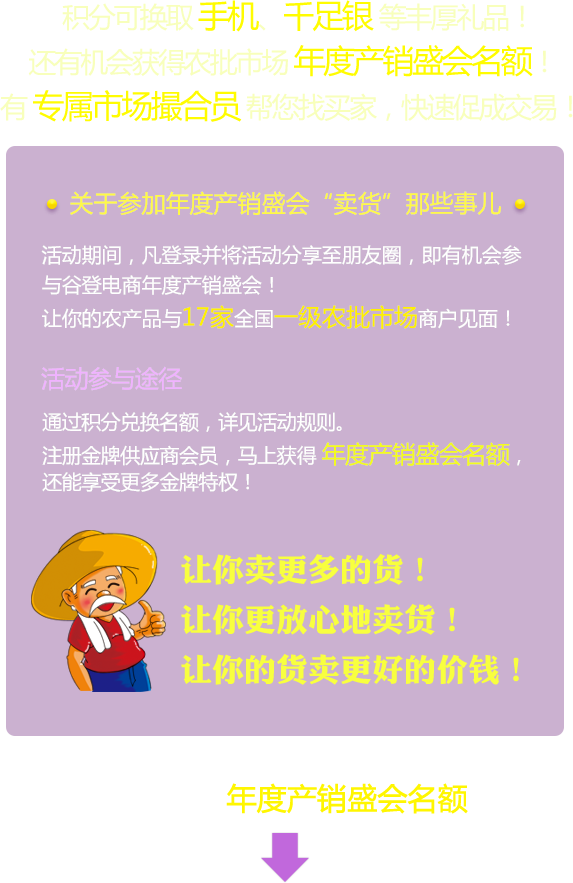 积分可换取 手机、千足银 等丰厚礼品！
还有机会获得农批市场 年度产销盛会名额！
有 专属市场撮合员 帮您找买家，快速促成交易！
关于参加年度产销盛会“卖货”那些事儿
活动期间，凡登录并将活动分享至朋友圈，即有机会参
与谷登电商年度产销盛会！
让你的农产品与17家全国一级农批市场商户见面！
活动参与途径
通过积分兑换名额，详见活动规则。
注册金牌供应商会员，马上获得 年度产销盛会名额，
还能享受更多金牌特权！
让你卖更多的货！
让你更放心地卖货！
让你的货卖更好的价钱！
年度产销盛会名额